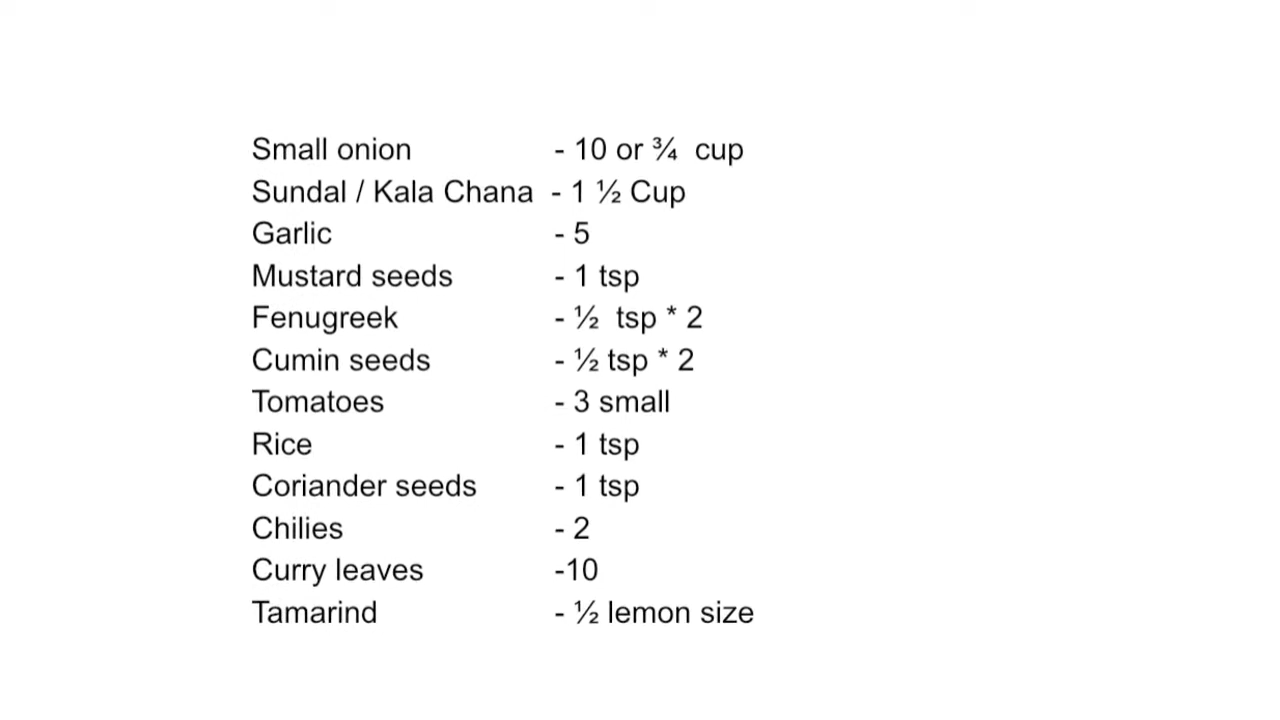 Small onion - 10 or ¾ cup
Sundal / Kala Chana - 1 ½ Cup
Garlic - 5
Mustard seeds - 1 tsp
Fenugreek - ½ tsp * 2
Cumin seeds - ½ tsp * 2
Tomatoes - 3 small
Rice - 1 tsp
Coriander seeds - 1 tsp
Chilies - 2
Curry leaves -10
Tamarind - ½ lemon size